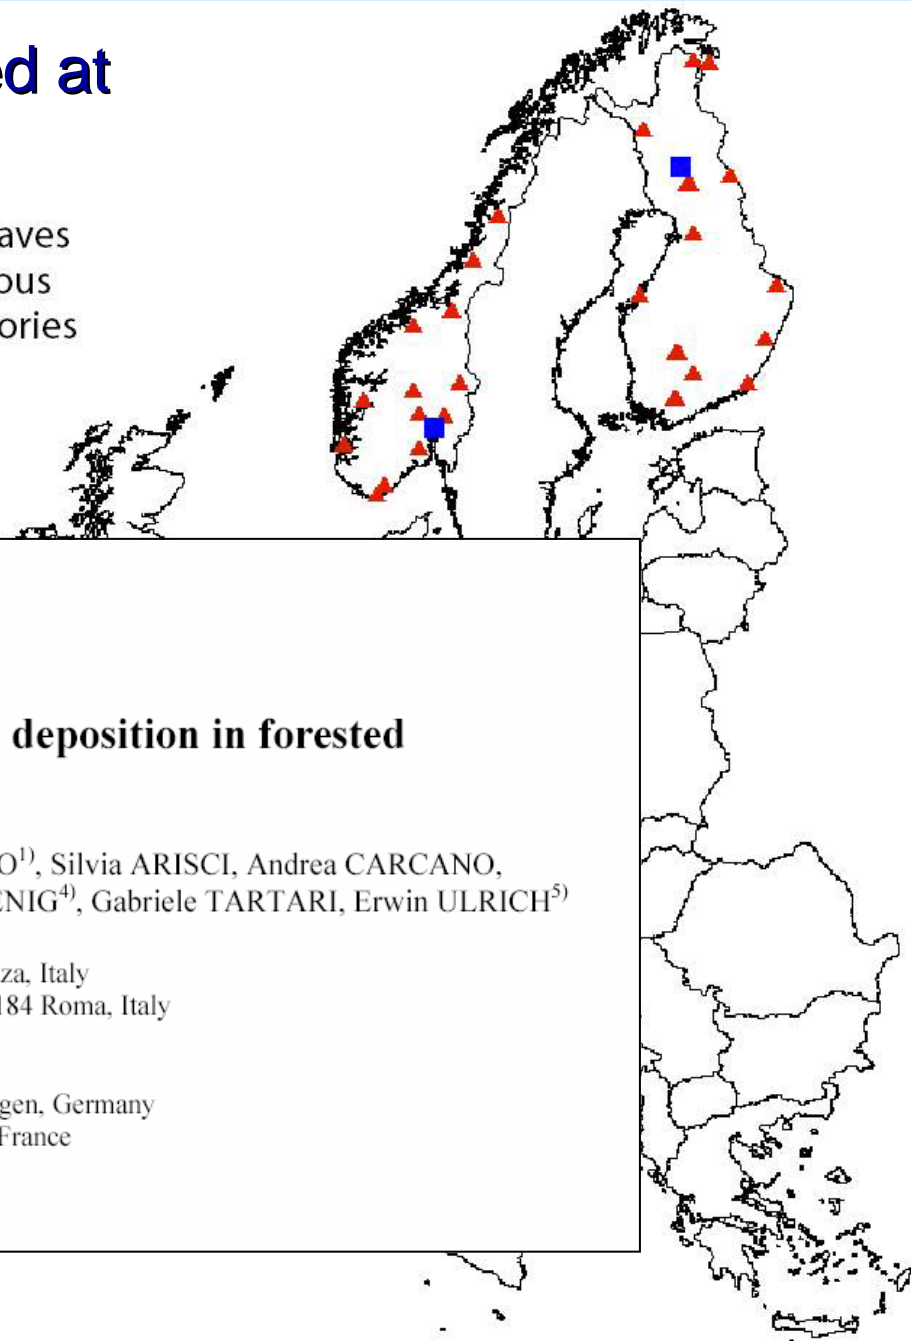 ed at
aves
ous
ories
deposition in forested
O¹⁾, Silvia ARISCI, Andrea CARCANO,
ENIG⁴⁾, Gabriele TARTARI, Erwin ULRICH⁵⁾
za, Italy
184 Roma, Italy
gen, Germany
France